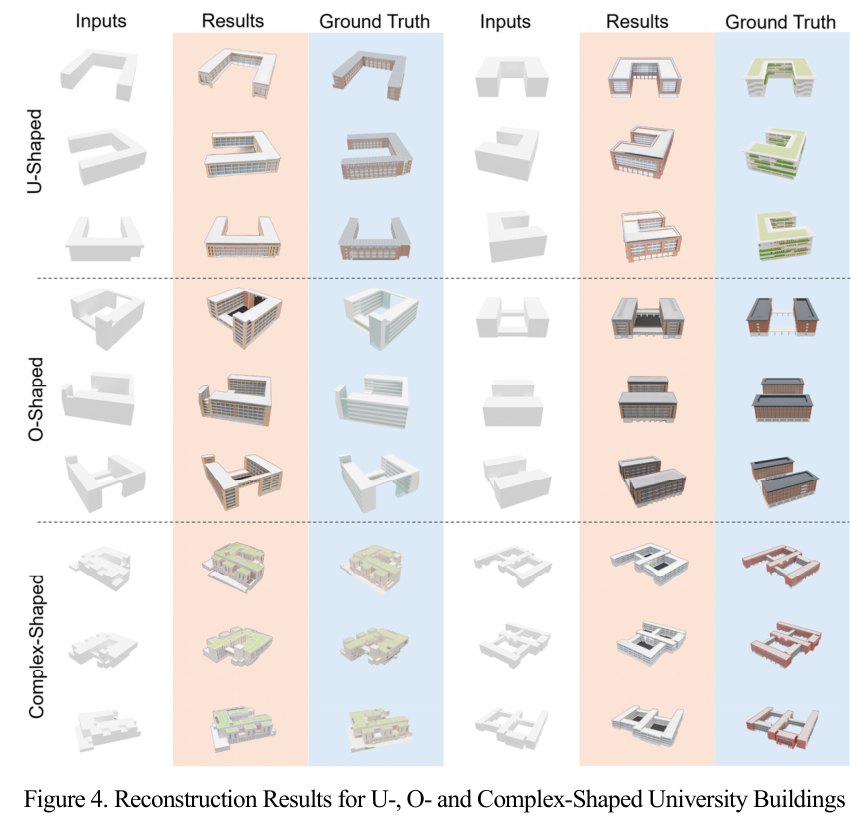 Inputs Results Ground Truth Inputs Results Ground Truth
U-Shaped
O-Shaped
Complex-Shaped
Figure 4. Reconstruction Results for U-, O- and Complex-Shaped University Buildings